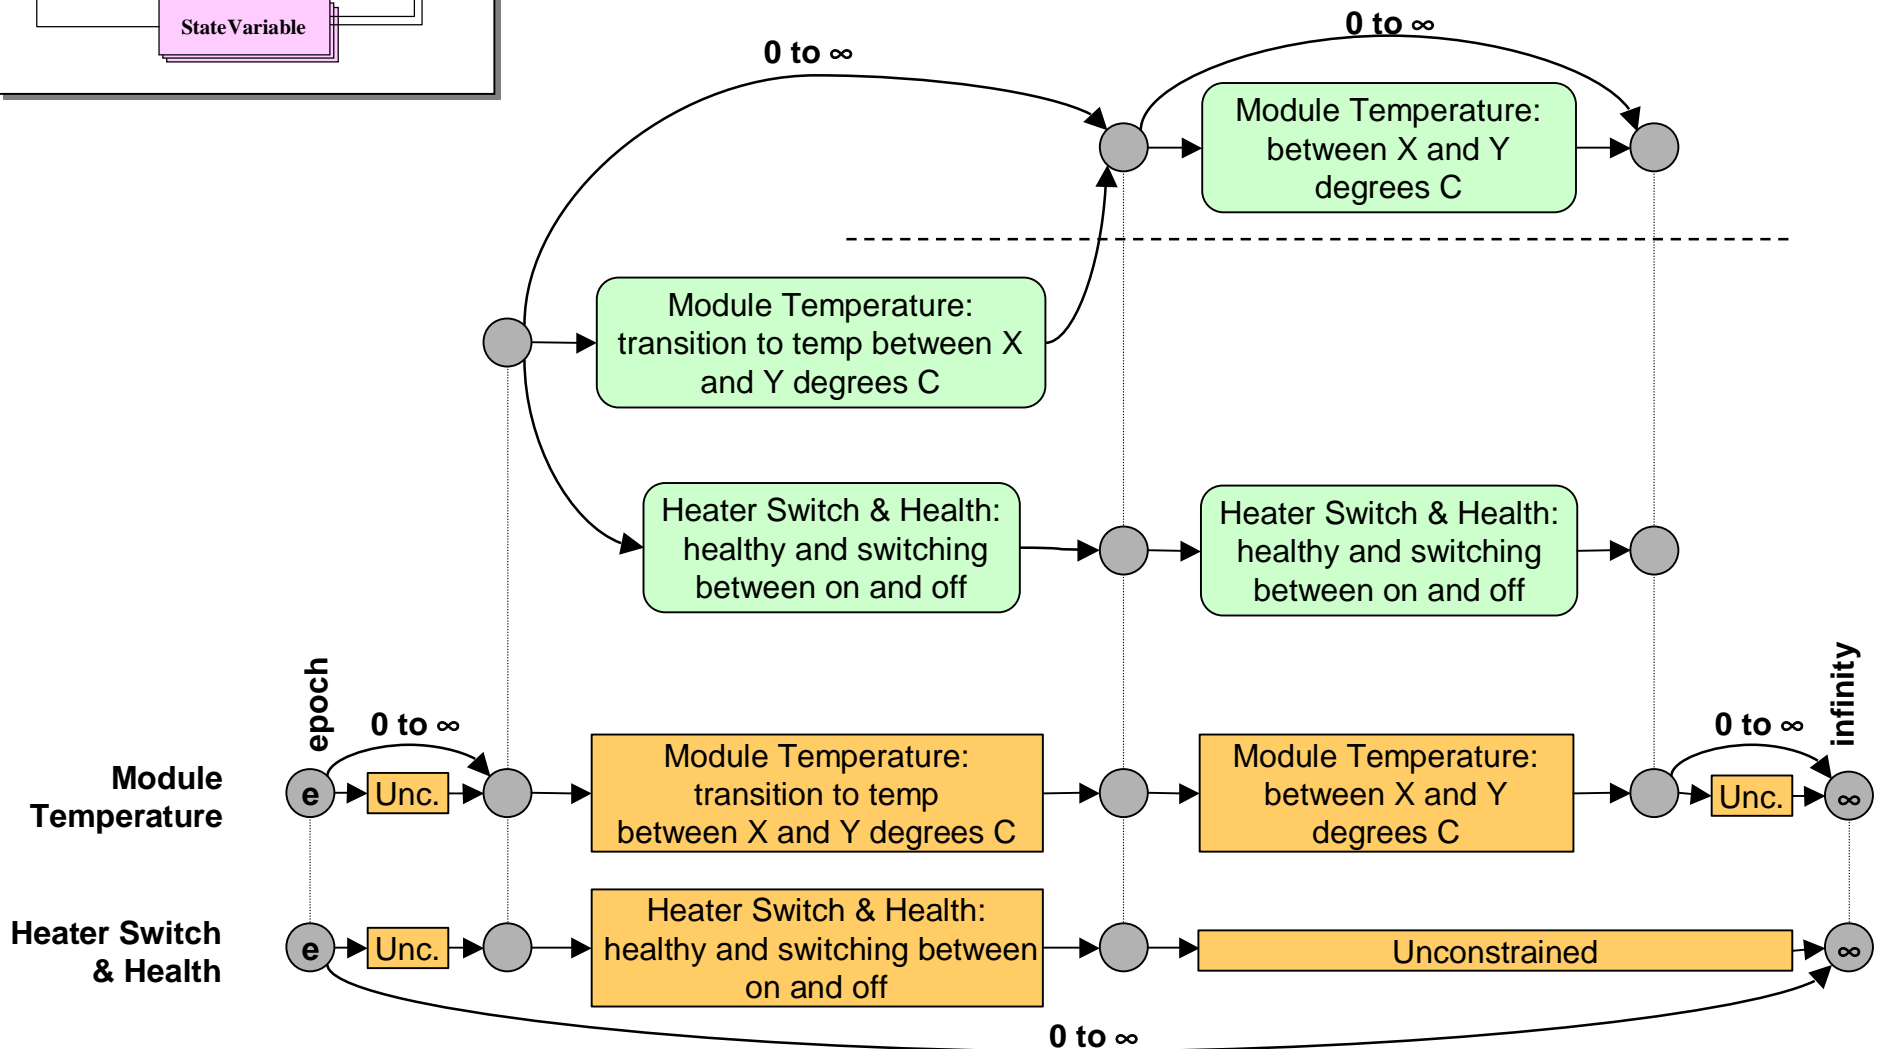 StateVariable
0 to ∞
0 to ∞
Module Temperature:
between X and Y
degrees C
Module Temperature:
transition to temp between X
and Y degrees C
Heater Switch & Health:
healthy and switching
between on and off
Heater Switch & Health:
healthy and switching
between on and off
epoch
infinity
0 to ∞
0 to ∞
Module
Temperature
e
Unc.
Module Temperature:
transition to temp
between X and Y degrees C
Module Temperature:
between X and Y
degrees C
Unc.
∞
Heater Switch
& Health
e
Unc.
Heater Switch & Health:
healthy and switching between
on and off
Unconstrained
∞
0 to ∞